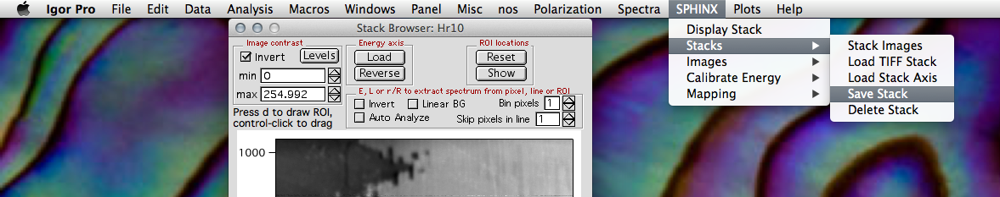 Igor Pro File Edit Data Analysis Macros Windows Panel Misc nos Polarization Spectra SPHINX Plots Help
Stack Browser: Hr10
Image contrast
Invert Levels
min 0
max 254.992
Press d to draw ROI,
control-click to drag
Energy axis
Load
Reverse
ROI locations
Reset
Show
E, L or r/R to extract spectrum from pixel, line or ROI
Invert Linear BG Bin pixels 1
Auto Analyze Skip pixels in line 1
1000
Display Stack
Stacks
Images
Calibrate Energy
Mapping
Stack Images
Load TIFF Stack
Load Stack Axis
Save Stack
Delete Stack